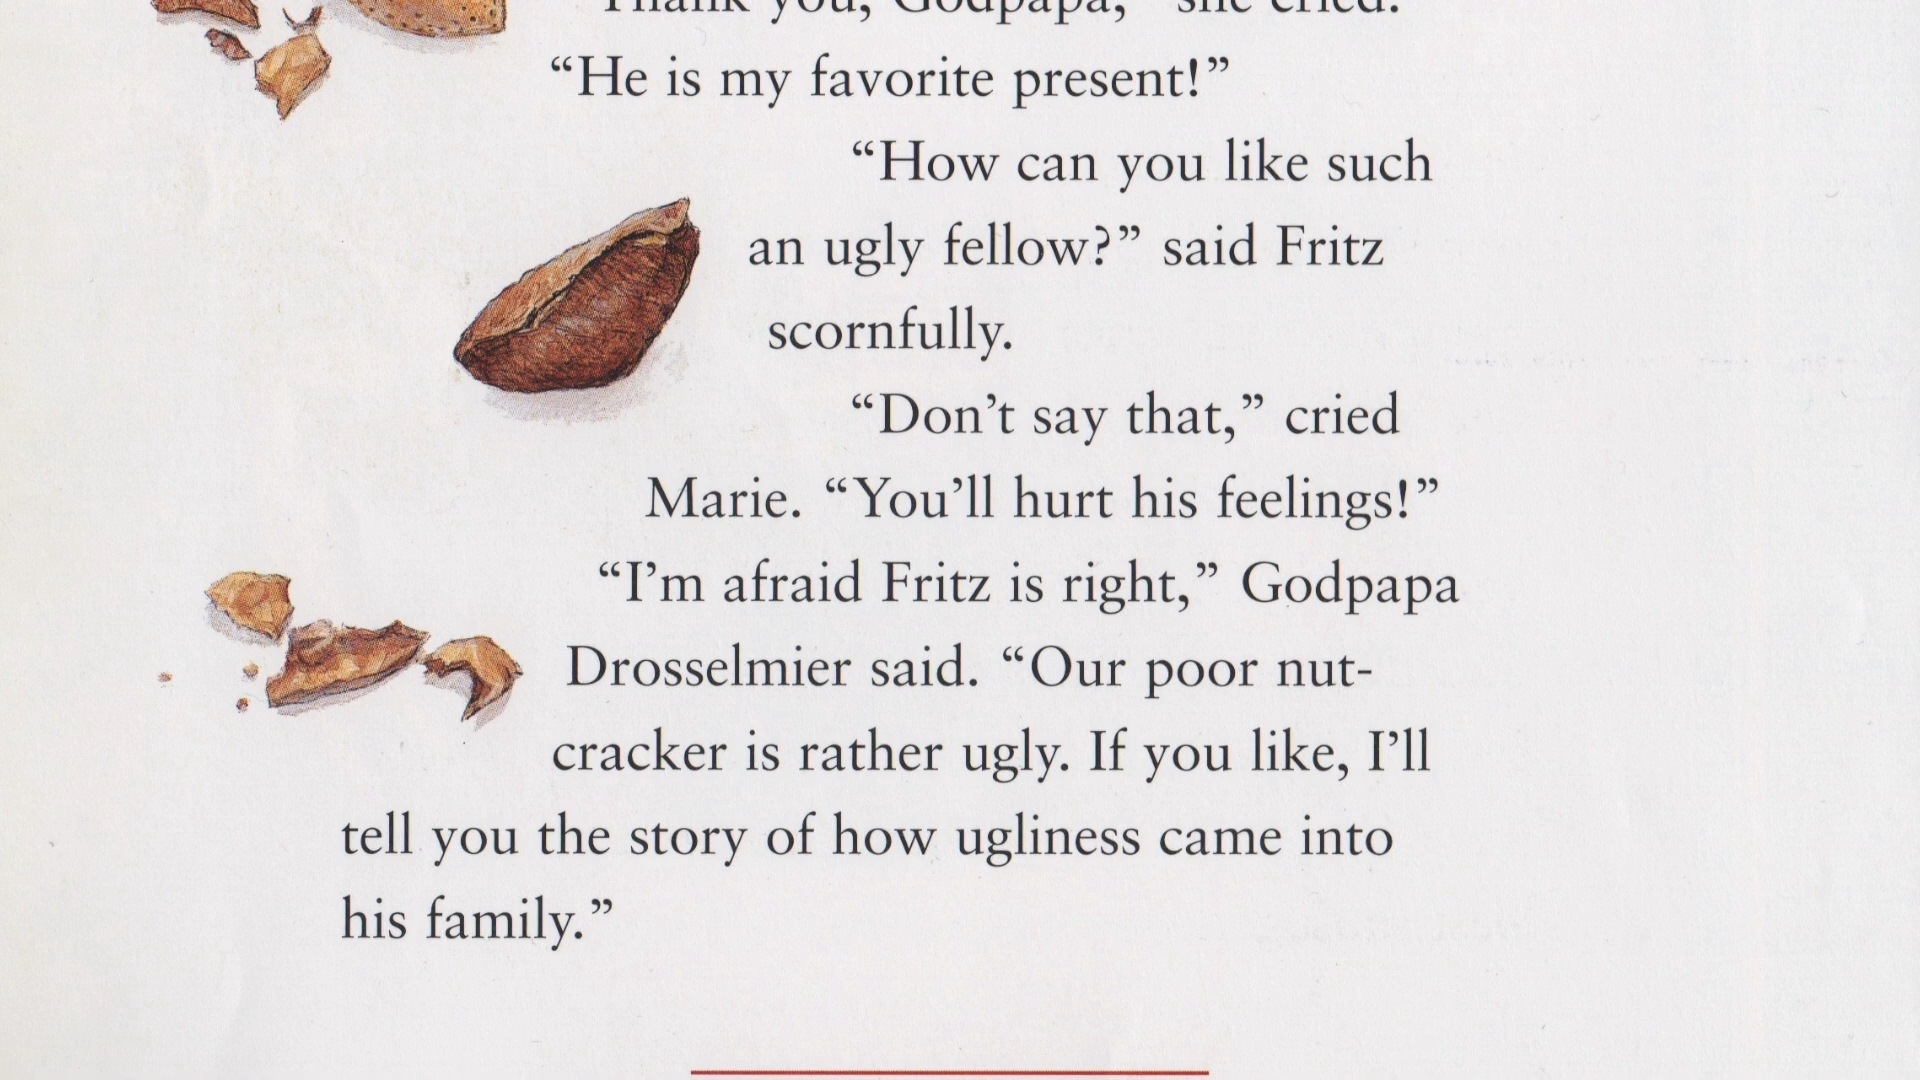 Thank you, Godpapa,” she cried.
“He is my favorite present!”
“How can you like such
an ugly fellow?” said Fritz
scornfully.
“Don’t say that,” cried
Marie. “You’ll hurt his feelings!”
“I’m afraid Fritz is right,” Godpapa
Drosselmier said. “Our poor nut-
cracker is rather ugly. If you like, I’ll
tell you the story of how ugliness came into
his family.”